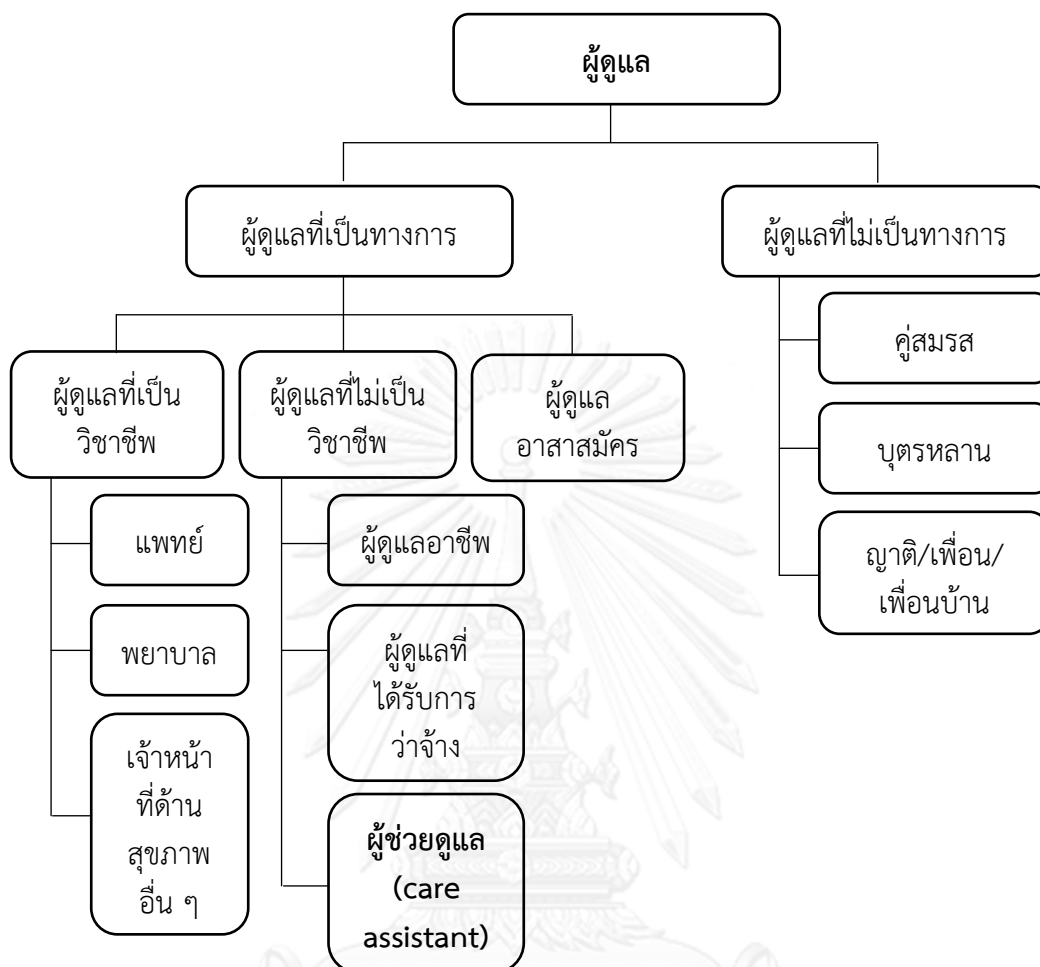 ผู้ดูแล
ผู้ดูแลที่เป็นทางการ
ผู้ดูแลที่ไม่เป็นทางการ
ผู้ดูแลที่เป็น
วิชาชีพ
แพทย์
พยาบาล
เจ้าหน้า
ที่ด้าน
สุขภาพ
อื่น ๆ
ผู้ดูแลที่ไม่เป็น
วิชาชีพ
ผู้ดูแลอาชีพ
ผู้ดูแลที่
ได้รับการ
ว่าจ้าง
ผู้ช่วยดูแล
(care
assistant)
ผู้ดูแล
อาสาสมัคร
คู่สมรส
บุตรหลาน
ญาติ/เพื่อน/
เพื่อนบ้าน